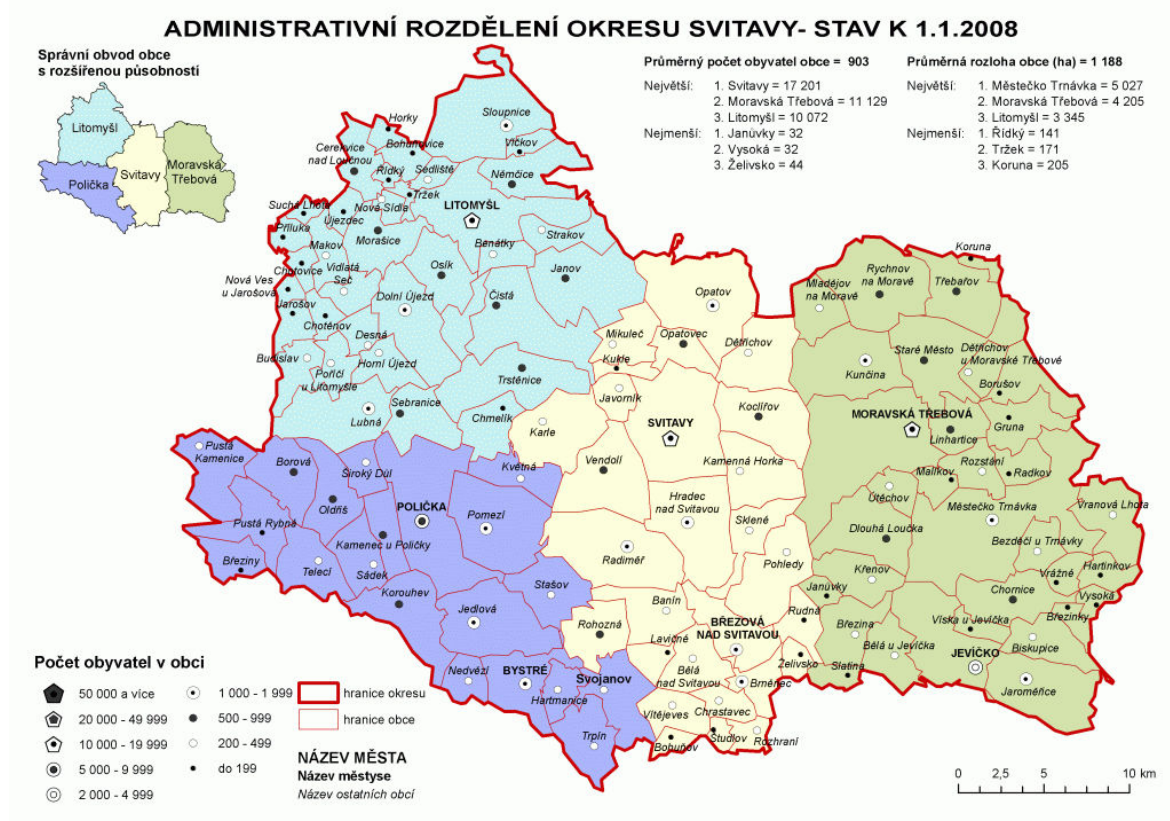 ADMINISTRATIVNÍ ROZDĚLENÍ OKRESU SVITAVY- STAV K 1.1.2008
Správní obvod obce
s rozšířenou působností
Litomyšl
Moravská
Třebová
Svitavy
Polička
Průměrný počet obyvatel obce = 903
Největší: 1. Svitavy = 17 201
2. Moravská Třebová = 11 129
3. Litomyšl = 10 072
Nejmenší: 1. Janůvky = 32
2. Vysoká = 32
3. Želivsko = 44
Průměrná rozloha obce (ha) = 1 188
Největší: 1. Městečko Trnávka = 5 027
2. Moravská Třebová = 4 205
3. Litomyšl = 3 345
Nejmenší: 1. Řídký = 141
2. Tržek = 171
3. Koruna = 205
Sloupnice
Horky
Bohuňovice
Vlčkov
Cerekvice
nad Loučnou
Řídký
Sedliště
Němčice
Tržek
Suchá Lhota
Nová Sídla
Újezdec
LITOMYŠL
Příluka
Morašice
Strakov
Makov
Benátky
Chotovice
Vidlatá
Seč
Osík
Janov
Nová Ves
u Jarošova
Jarošov
Dolní Újezd
Čistá
Chotěnov
Desná
Budislav
Horní Újezd
Poříčí
u Litomyšle
Trstěnice
Sebranice
Lubná
Chmelík
Koruna
Rychnov
na Moravě
Mladějov
na Moravě
Třebařov
Opatov
Mikuleč
Opatovec
Dětřichov
Kukle
Staré Město
Dětřichov
u Moravské Třebové
Kunčina
Borušov
Javorník
Koclířov
MORAVSKÁ TŘEBOVÁ
Gruna
Linhartice
SVITAVY
Karle
Pustá
Kamenice
Borová
Široký Důl
Květná
Vendolí
Kamenná Horka
Malíkov
Rozstání
Radkov
Oldřiš
POLIČKA
Pomezí
Hradec
nad Svitavou
Útěchov
Městečko Trnávka
Vranová Lhota
Pustá Rybná
Kamenec u Poličky
Sklené
Dlouhá Loučka
Bezděčí u Trnávky
Březiny
Telecí
Sádek
Radiměř
Pohledy
Křenov
Vrážné
Hartinkov
Korouhev
Stašov
Janůvky
Chornice
Vysoká
Březinky
Jedlová
Banín
Rudná
Rohozná
BŘEZOVÁ
NAD SVITAVOU
Březina
Víska u Jevíčka
Lavičné
Bělá u Jevíčka
Biskupice
Želivsko
JEVÍČKO
Nedvězí
BYSTRÉ
Svojanov
Bělá
nad Svitavou
Brněnec
Slatina
Jaroměřice
Hartmanice
Chrastavec
Vítějeves
Trpín
Bohuňov
Študlov
Rozhraní
Počet obyvatel v obci
50 000 a více
20 000 - 49 999
10 000 - 19 999
5 000 - 9 999
2 000 - 4 999
1 000 - 1 999
500 - 999
200 - 499
do 199
hranice okresu
hranice obce
NÁZEV MĚSTA
Název městyse
Název ostatních obcí
0 2,5 5 10 km